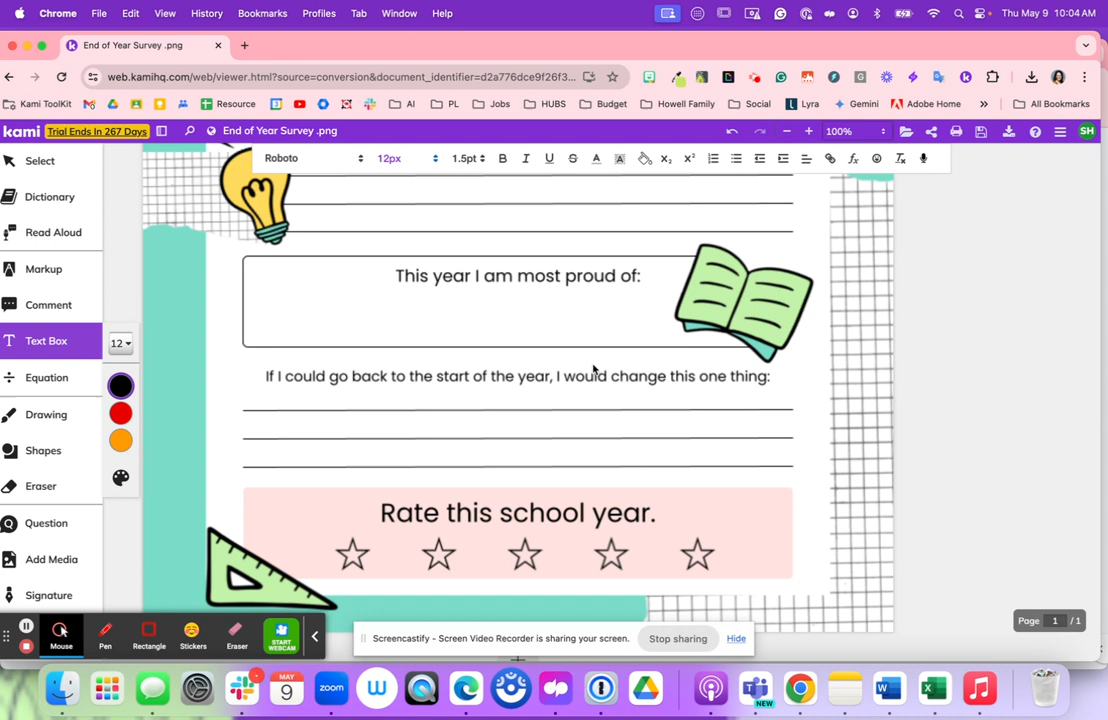 Chrome File Edit View History Bookmarks Profiles Tab Window Help Thu May 9 10:04 AM
End of Year Survey .png
web.kamihq.com/web/viewer.html?source=conversion&document_identifier=d2a776dce9f26f3...
Kami ToolKit Resource AI PL Jobs HUBS Budget Howell Family Social Lyra Gemini Adobe Home All Bookmarks
kami Trial Ends In 267 Days End of Year Survey .png 100% SH
Select Roboto 12px 1.5pt B I U S A A X₂ X²
Dictionary
Read Aloud
Markup
This year I am most proud of:
Comment
Text Box 12
If I could go back to the start of the year, I would change this one thing:
Equation
Drawing
Shapes
Eraser
Rate this school year.
Question
Add Media
Signature
Page 1 / 1
Mouse Pen Rectangle Stickers Eraser START WEBCAM
Screencastify - Screen Video Recorder is sharing your screen. Stop sharing Hide
MAY
9
zoom
NEW